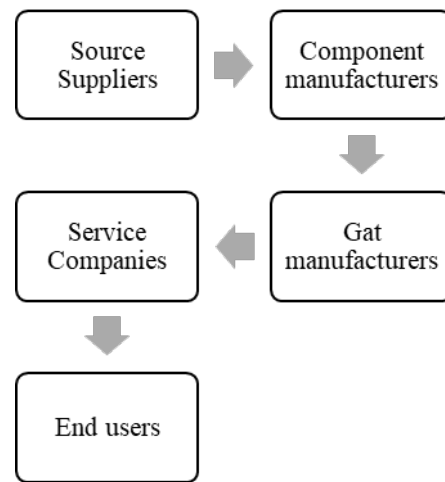 Source
Suppliers
Component
manufacturers
Gat
manufacturers
Service
Companies
End users